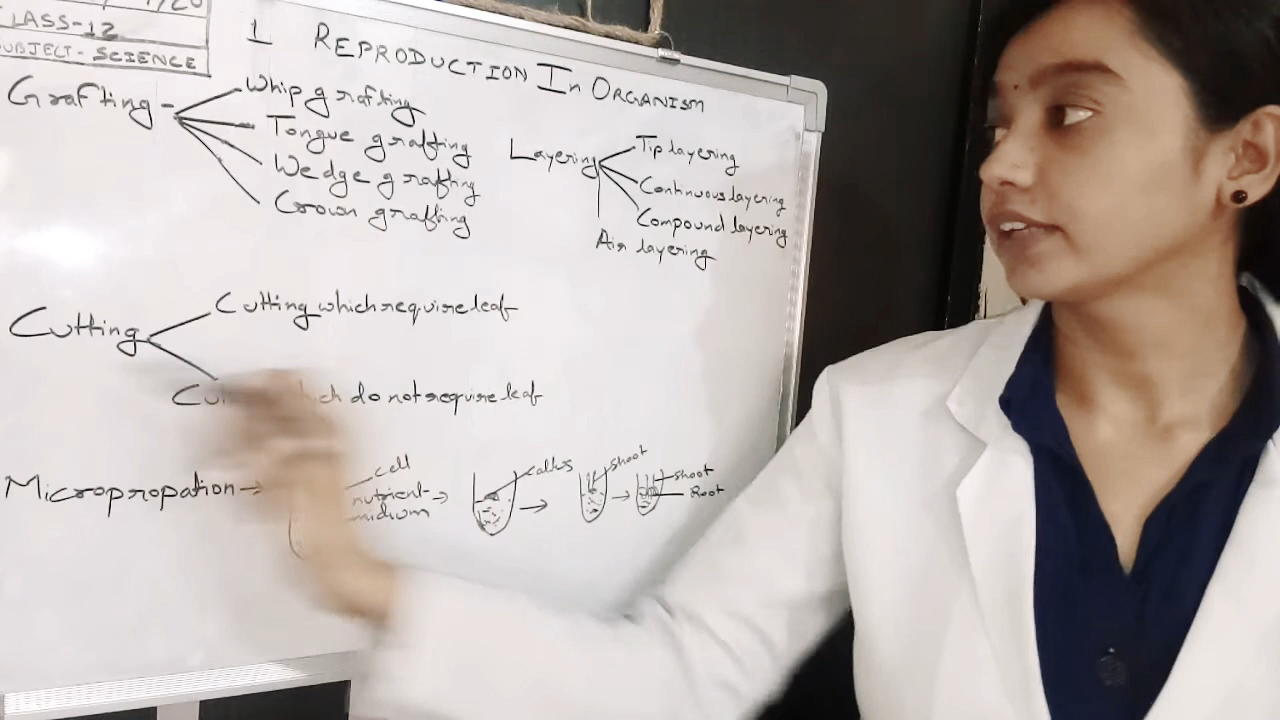 CLASS-12
SUBJECT- SCIENCE
1 REPRODUCTION In ORGANISM
Grafting -
Whip grafting
Tongue grafting
Wedge grafting
Crown grafting
Layering
Tip layering
Continuous layering
Compound layering
Air layering
Cutting
Cutting which require leaf
do not require leaf
Micropropation →
cell
nutrient
midium
→
callus
→
shoot
→
shoot
Root